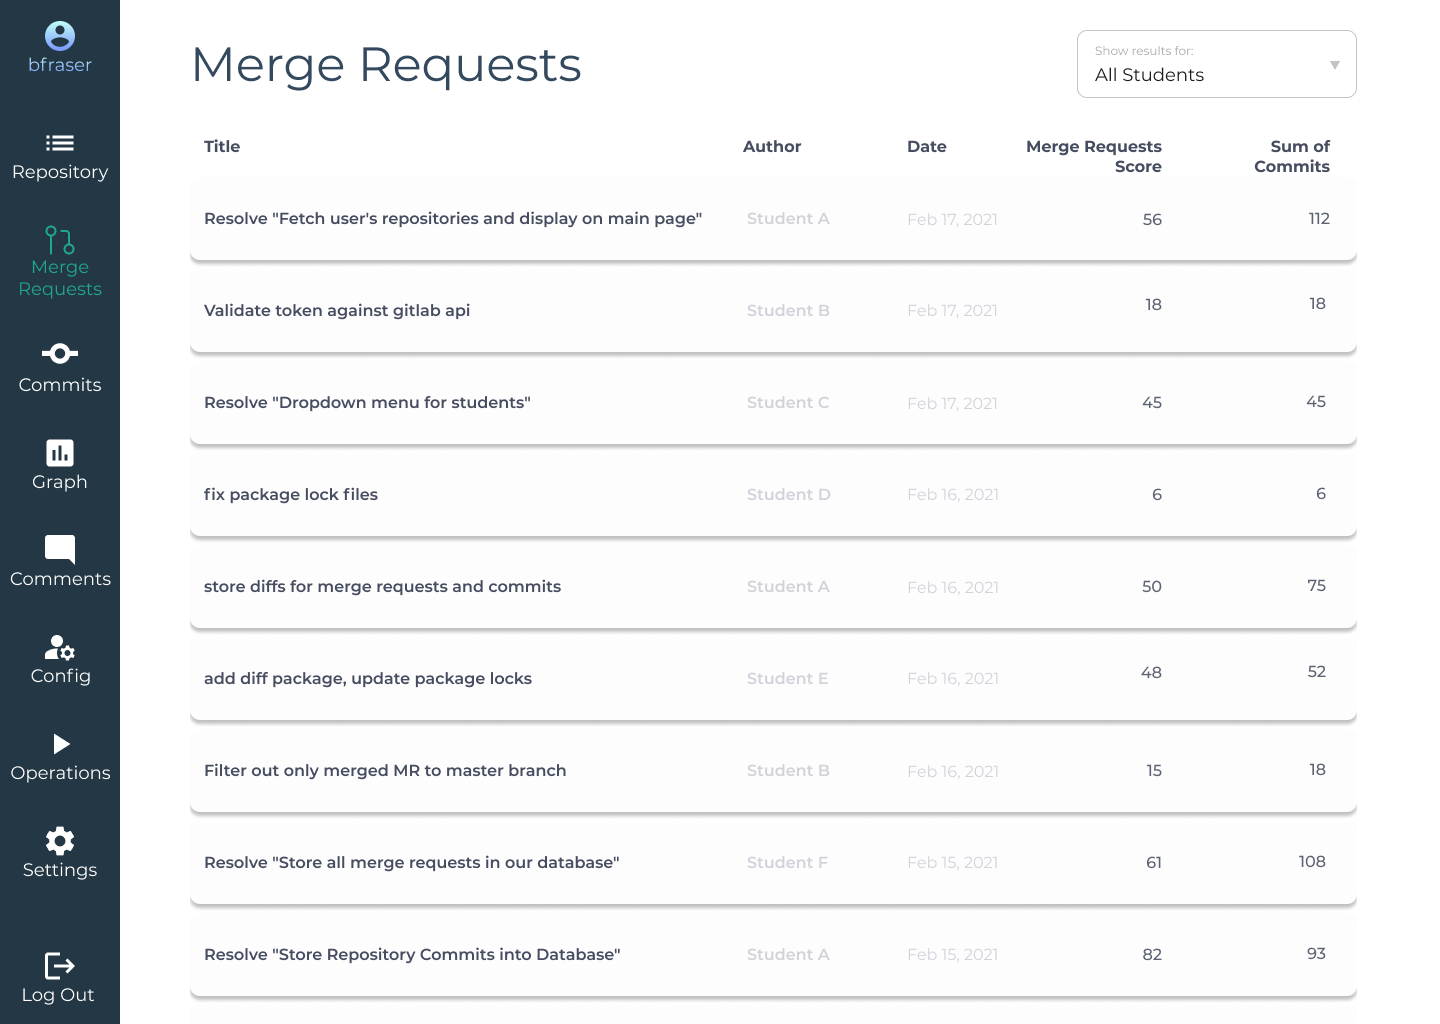 bfraser
Repository
Merge
Requests
Commits
Graph
Comments
Config
Operations
Settings
Log Out
Merge Requests
Show results for:
All Students
Title Author Date Merge Requests Score Sum of Commits
Resolve "Fetch user's repositories and display on main page" Student A Feb 17, 2021 56 112
Validate token against gitlab api Student B Feb 17, 2021 18 18
Resolve "Dropdown menu for students" Student C Feb 17, 2021 45 45
fix package lock files Student D Feb 16, 2021 6 6
store diffs for merge requests and commits Student A Feb 16, 2021 50 75
add diff package, update package locks Student E Feb 16, 2021 48 52
Filter out only merged MR to master branch Student B Feb 16, 2021 15 18
Resolve "Store all merge requests in our database" Student F Feb 15, 2021 61 108
Resolve "Store Repository Commits into Database" Student A Feb 15, 2021 82 93